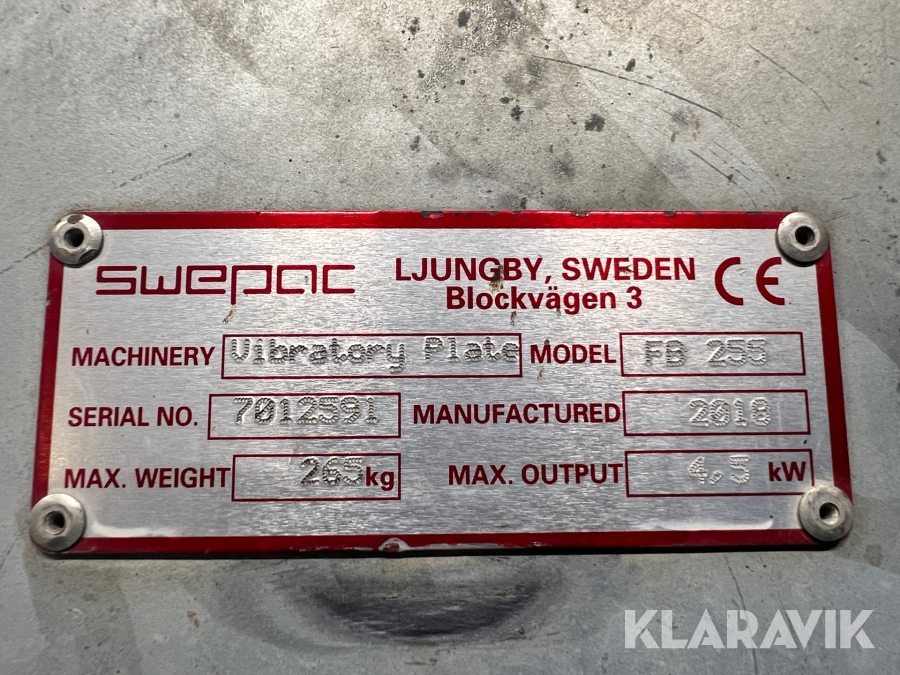 swepac LJUNGBY, SWEDEN CE
Blockvägen 3
MACHINERY Vibratory Plate MODEL FB 255
SERIAL NO. 7012591 MANUFACTURED 2018
MAX. WEIGHT 265 kg MAX. OUTPUT 4,5 kW
KLARAVIK